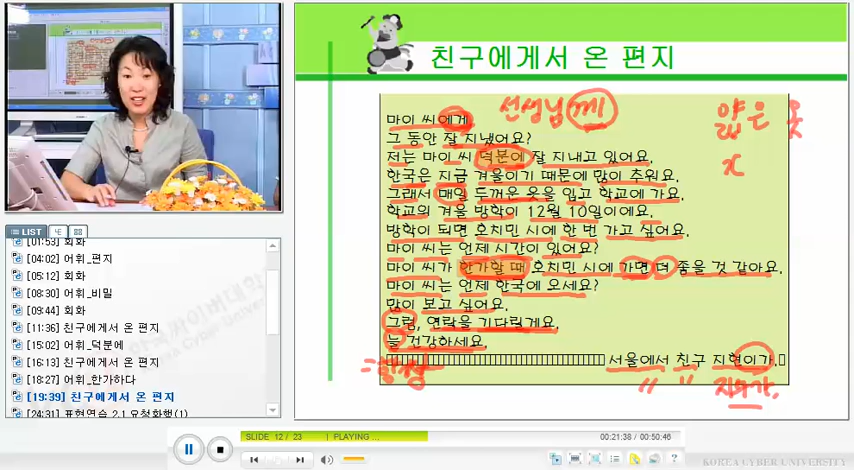 친구에게서 온 편지
선생님께
얇은 옷
x
마이 씨에게
그 동안 잘 지냈어요?
저는 마이 씨 덕분에 잘 지내고 있어요.
한국은 지금 겨울이기 때문에 많이 추워요.
그래서 매일 두꺼운 옷을 입고 학교에 가요.
학교의 겨울 방학이 12월 10일이에요.
방학이 되면 호치민 시에 한 번 가고 싶어요.
마이 씨는 언제 시간이 있어요?
마이 씨가 한가할 때 호치민 시에 가면 더 좋을 것 같아요.
마이 씨는 언제 한국에 오세요?
많이 보고 싶어요.
그럼, 연락을 기다릴게요.
늘 건강하세요.
서울에서 친구 지현이가.
= 항상
LIST
[01:53] 회화
[04:02] 어휘_편지
[05:12] 회화
[08:30] 어휘_비밀
[09:44] 회화
[11:36] 친구에게서 온 편지
[15:02] 어휘_덕분에
[16:13] 친구에게서 온 편지
[18:27] 어휘_한가하다
[19:39] 친구에게서 온 편지
[24:31] 표현연습 2.1 요청화행(1)
SLIDE 12 / 23 PLAYING ... 00:21:38 / 00:50:46
KOREA CYBER UNIVERSITY